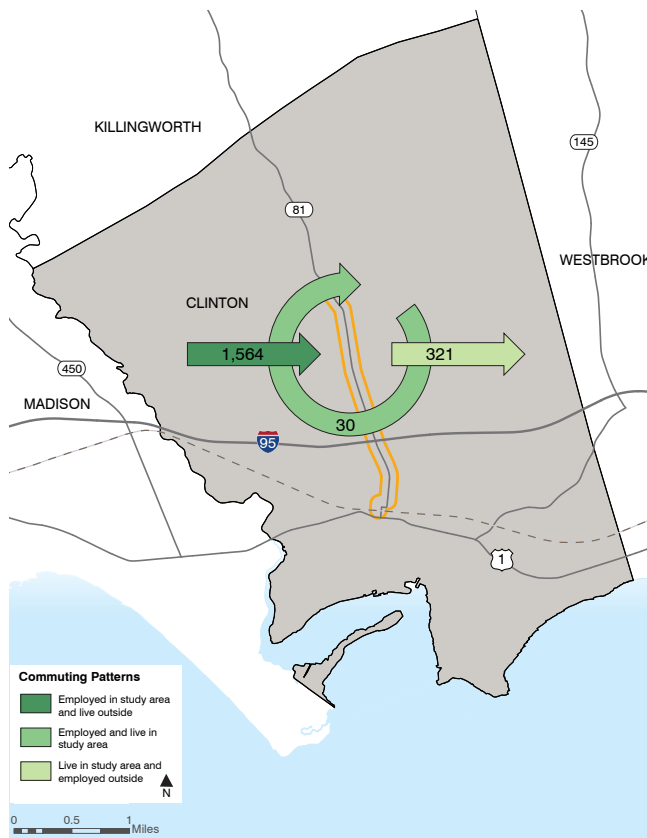 KILLINGWORTH
145
81
WESTBROOK
CLINTON
1,564
321
450
MADISON
30
95
1
Commuting Patterns
Employed in study area
and live outside
Employed and live in
study area
Live in study area and
employed outside
N
0 0.5 1
Miles